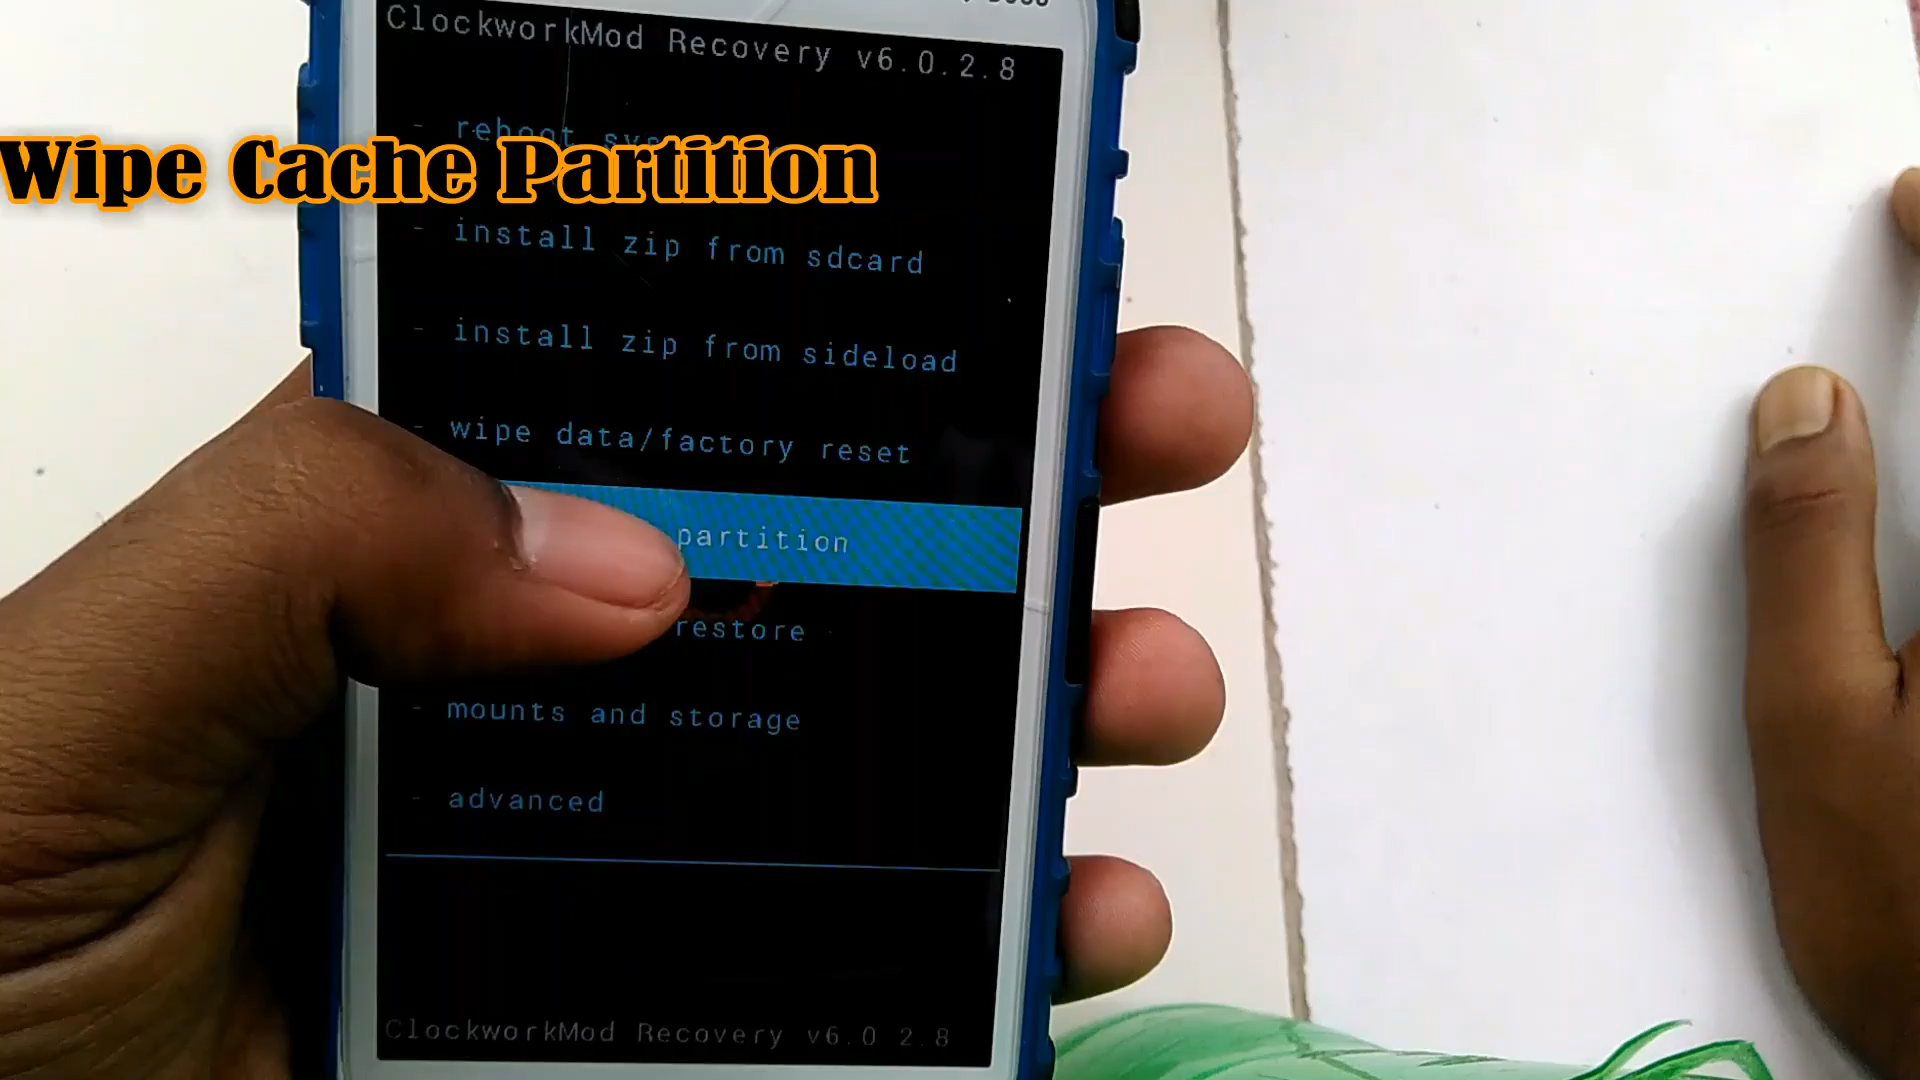 ClockworkMod Recovery v6.0.2.8
- reboot
Wipe Cache Partition
- install zip from sdcard
- install zip from sideload
- wipe data/factory reset
partition
restore
- mounts and storage
- advanced
ClockworkMod Recovery v6.0 2.8